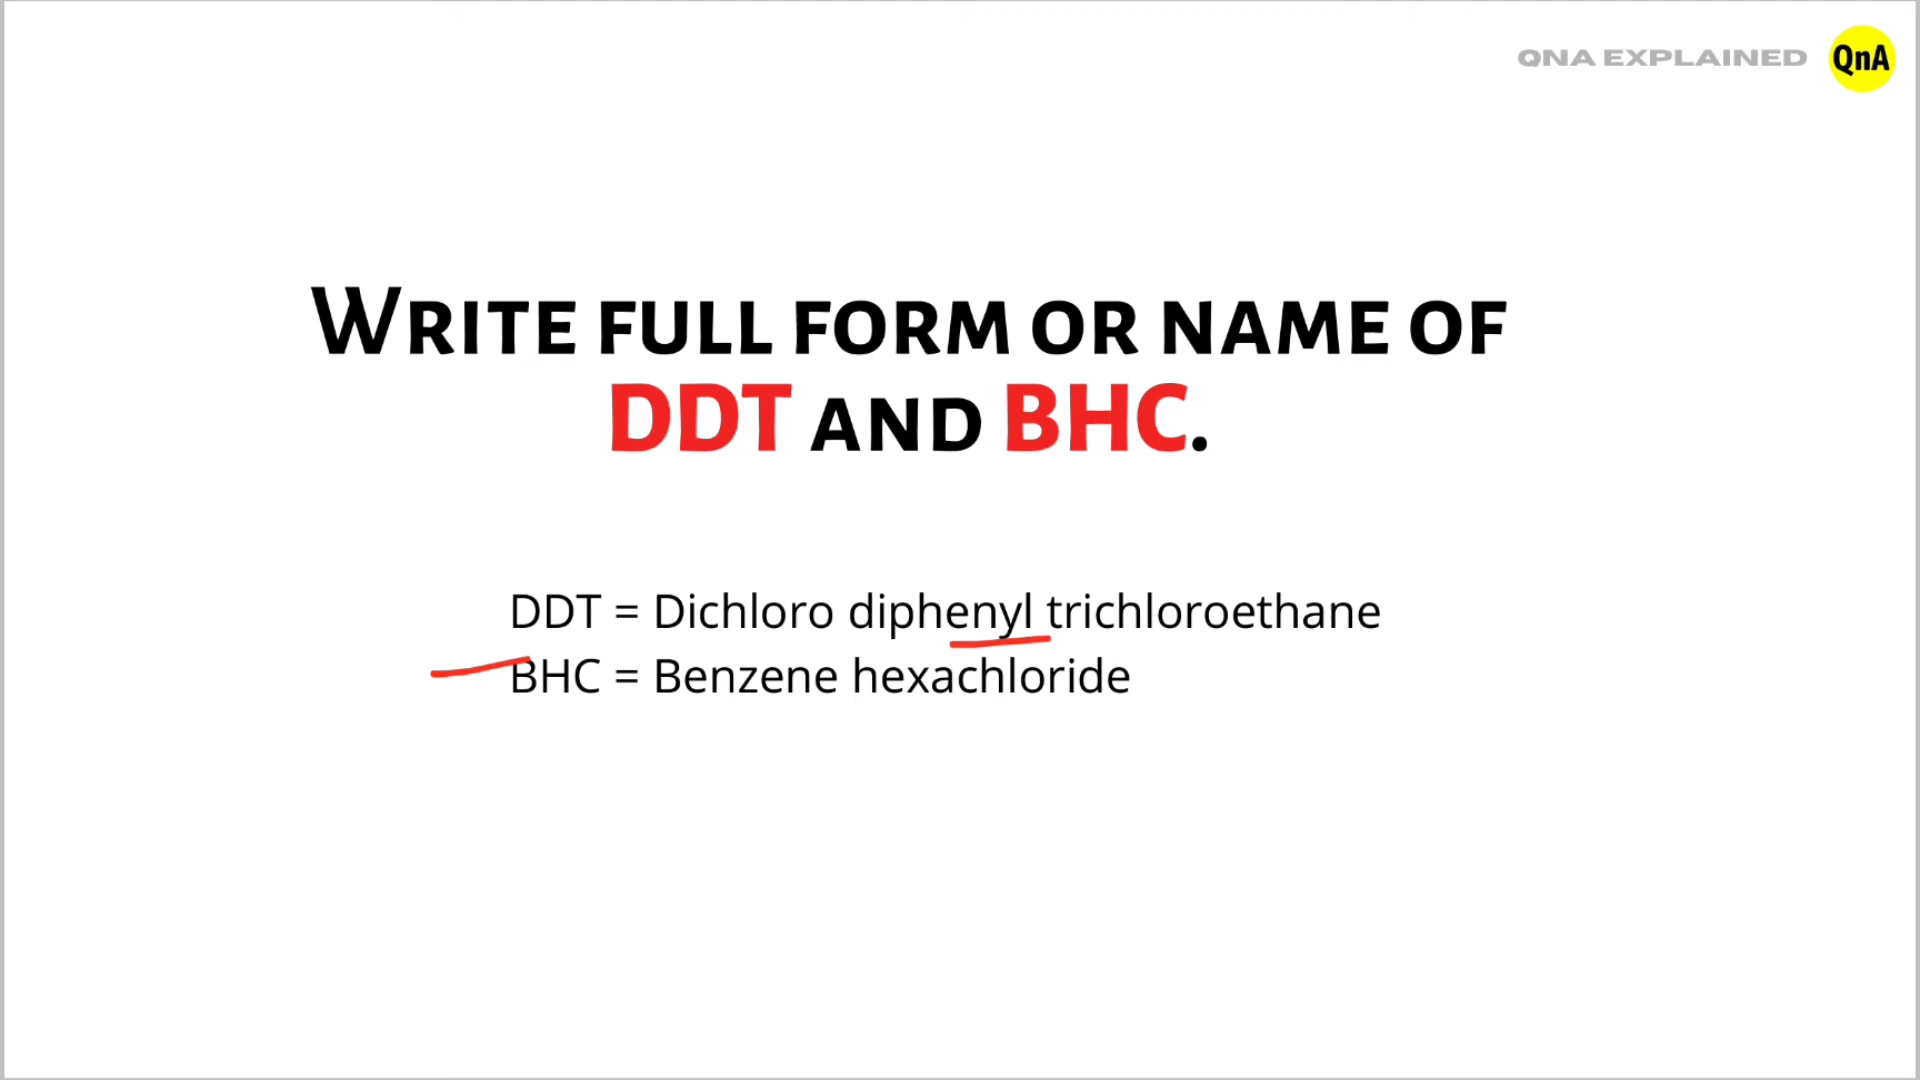 QNA EXPLAINED QnA
Write full form or name of
DDT and BHC.
DDT = Dichloro diphenyl trichloroethane
BHC = Benzene hexachloride